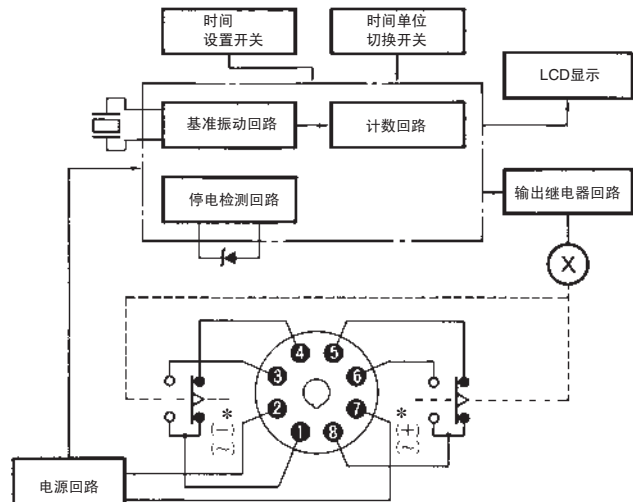 时间
设置开关
时间单位
切换开关
LCD显示
基准振动回路
计数回路
停电检测回路
输出继电器回路
X
4
5
3
6
2
7
1
8
*
(−)
(~)
*
(+)
(~)
电源回路